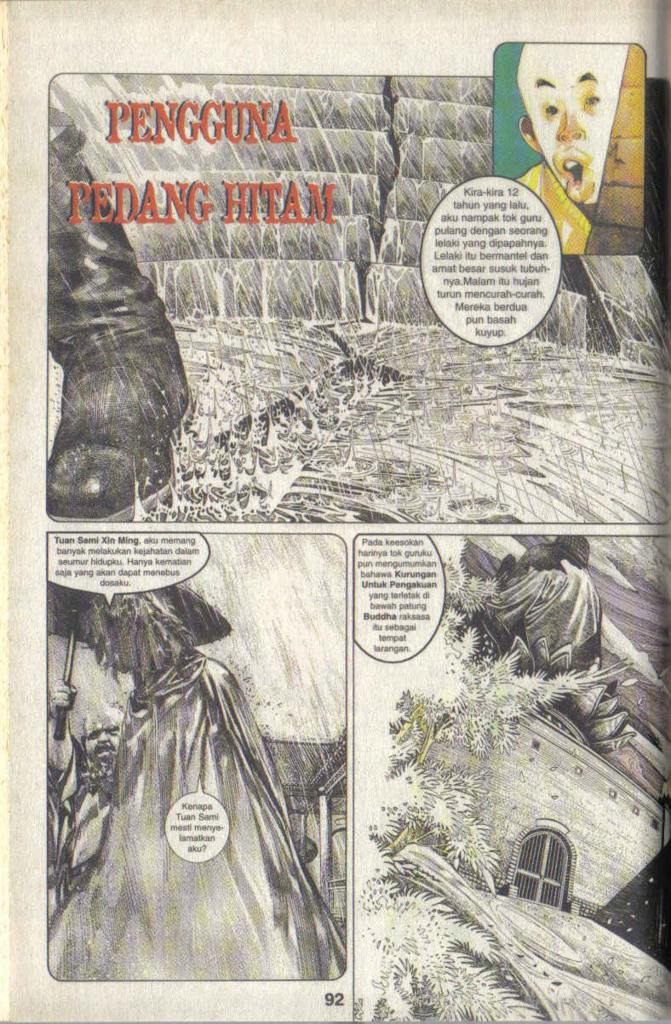 PENGGUNA
PEDANG HITAM
Kira-kira 12
tahun yang lalu,
aku nampak tok guru
pulang dengan seorang
lelaki yang dipapahnya.
Lelaki itu bermantel dan
amat besar susuk tubuh-
nya.Malam itu hujan
turun mencurah-curah.
Mereka berdua
pun basah
kuyup.
Tuan Sami Xin Ming, aku memang
banyak melakukan kejahatan dalam
seumur hidupku. Hanya kematian
saja yang akan dapat menebus
dosaku.
Kenapa
Tuan Sami
mesti menye-
lamatkan
aku?
Pada keesokan
harinya tok guruku
pun mengumumkan
bahawa Kurungan
Untuk Pengakuan
yang terletak di
bawah patung
Buddha raksasa
itu sebagai
tempat
larangan.
92